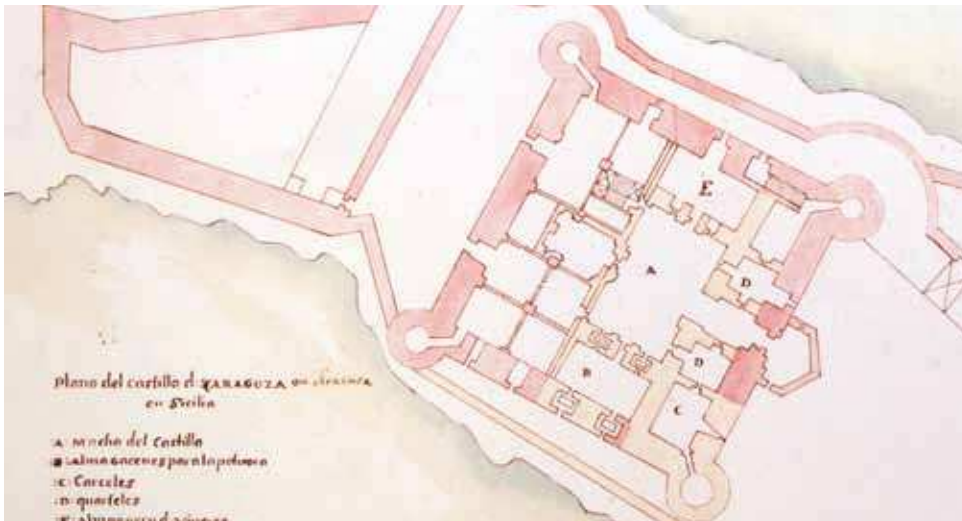 E
A
D
D
B
C
Plano del castillo d ZARAGOZA
en Sicilia
A Macho del Castillo
B Almagacenes para la polvora
C Carceles
D quarteles
E